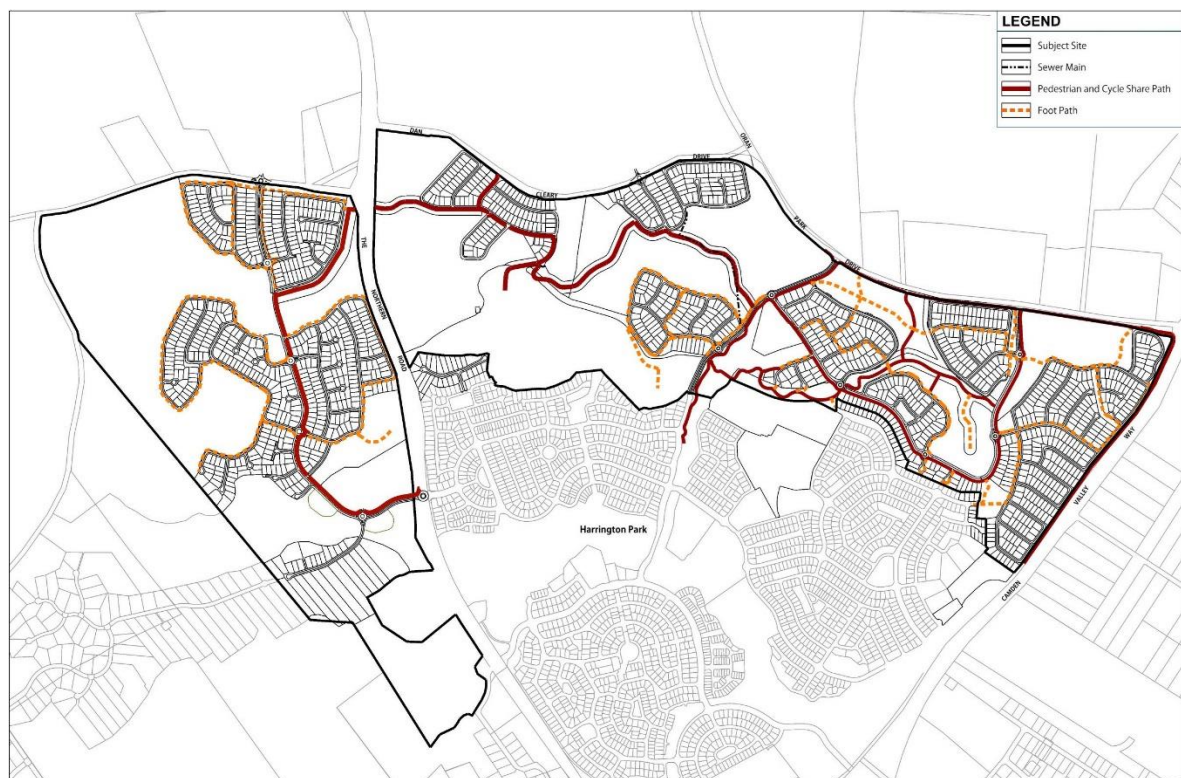 LEGEND
Subject Site
Sewer Main
Pedestrian and Cycle Share Path
Foot Path
DAN
CLEARY
DRIVE
ORAN
PARK
DRIVE
THE
NORTHERN
ROAD
Harrington Park
CAMDEN
VALLEY
WAY